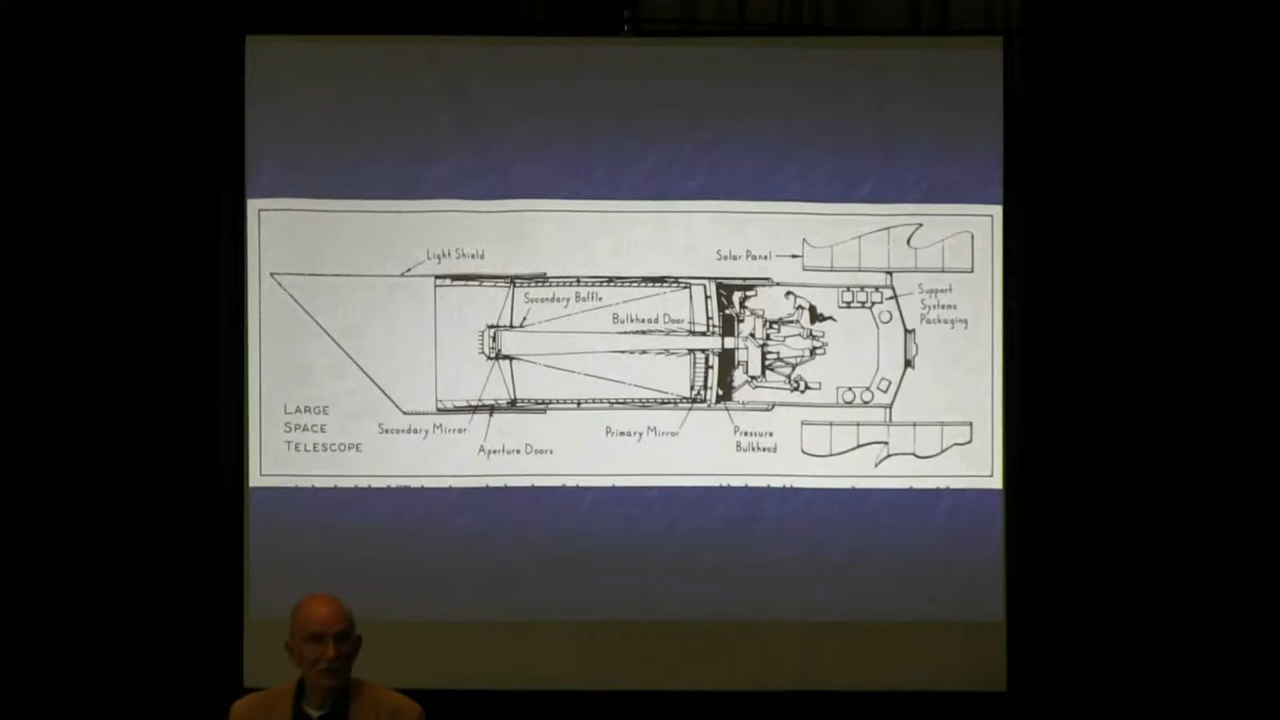 Light Shield
Solar Panel
Secondary Baffle
Bulkhead Door
Support
Systems
Packaging
LARGE
SPACE
TELESCOPE
Secondary Mirror
Aperture Doors
Primary Mirror
Pressure
Bulkhead